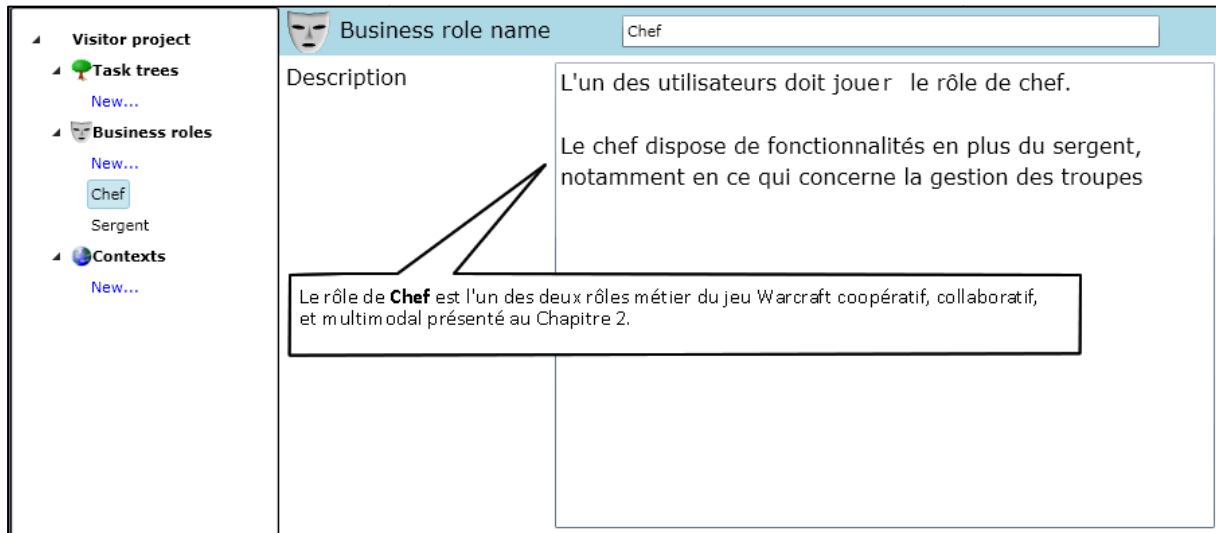 Visitor project
Task trees
New...
Business roles
New...
Chef
Sergent
Contexts
New...
Business role name
Chef
Description
L'un des utilisateurs doit jouer le rôle de chef.
Le chef dispose de fonctionnalités en plus du sergent,
notamment en ce qui concerne la gestion des troupes
Le rôle de Chef est l'un des deux rôles métier du jeu Warcraft coopératif, collaboratif,
et multimodal présenté au Chapitre 2.